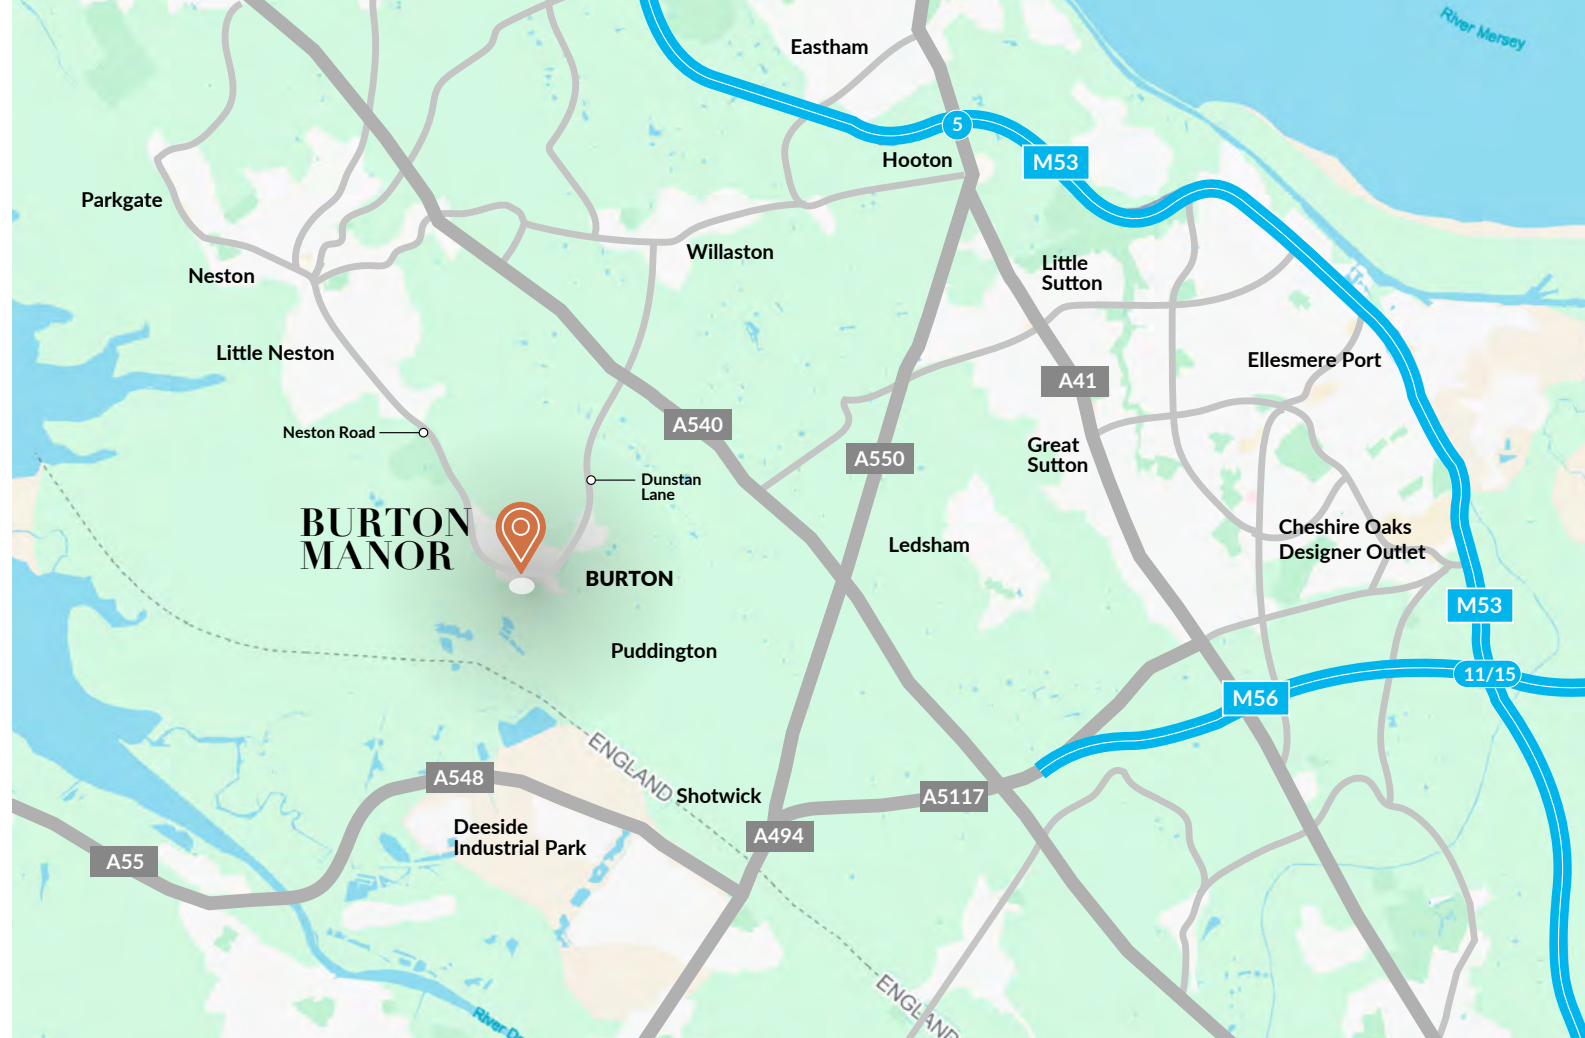 River Mersey
Eastham
5
Hooton
M53
Parkgate
Willaston
Neston
Little
Sutton
Little Neston
Ellesmere Port
A41
A540
Neston Road
A550
Great
Sutton
Dunstan
Lane
BURTON
MANOR
Cheshire Oaks
Designer Outlet
Ledsham
BURTON
M53
Puddington
11/15
M56
ENGLAND
A548
Shotwick
A5117
Deeside
Industrial Park
A494
A55
ENGLAND
River